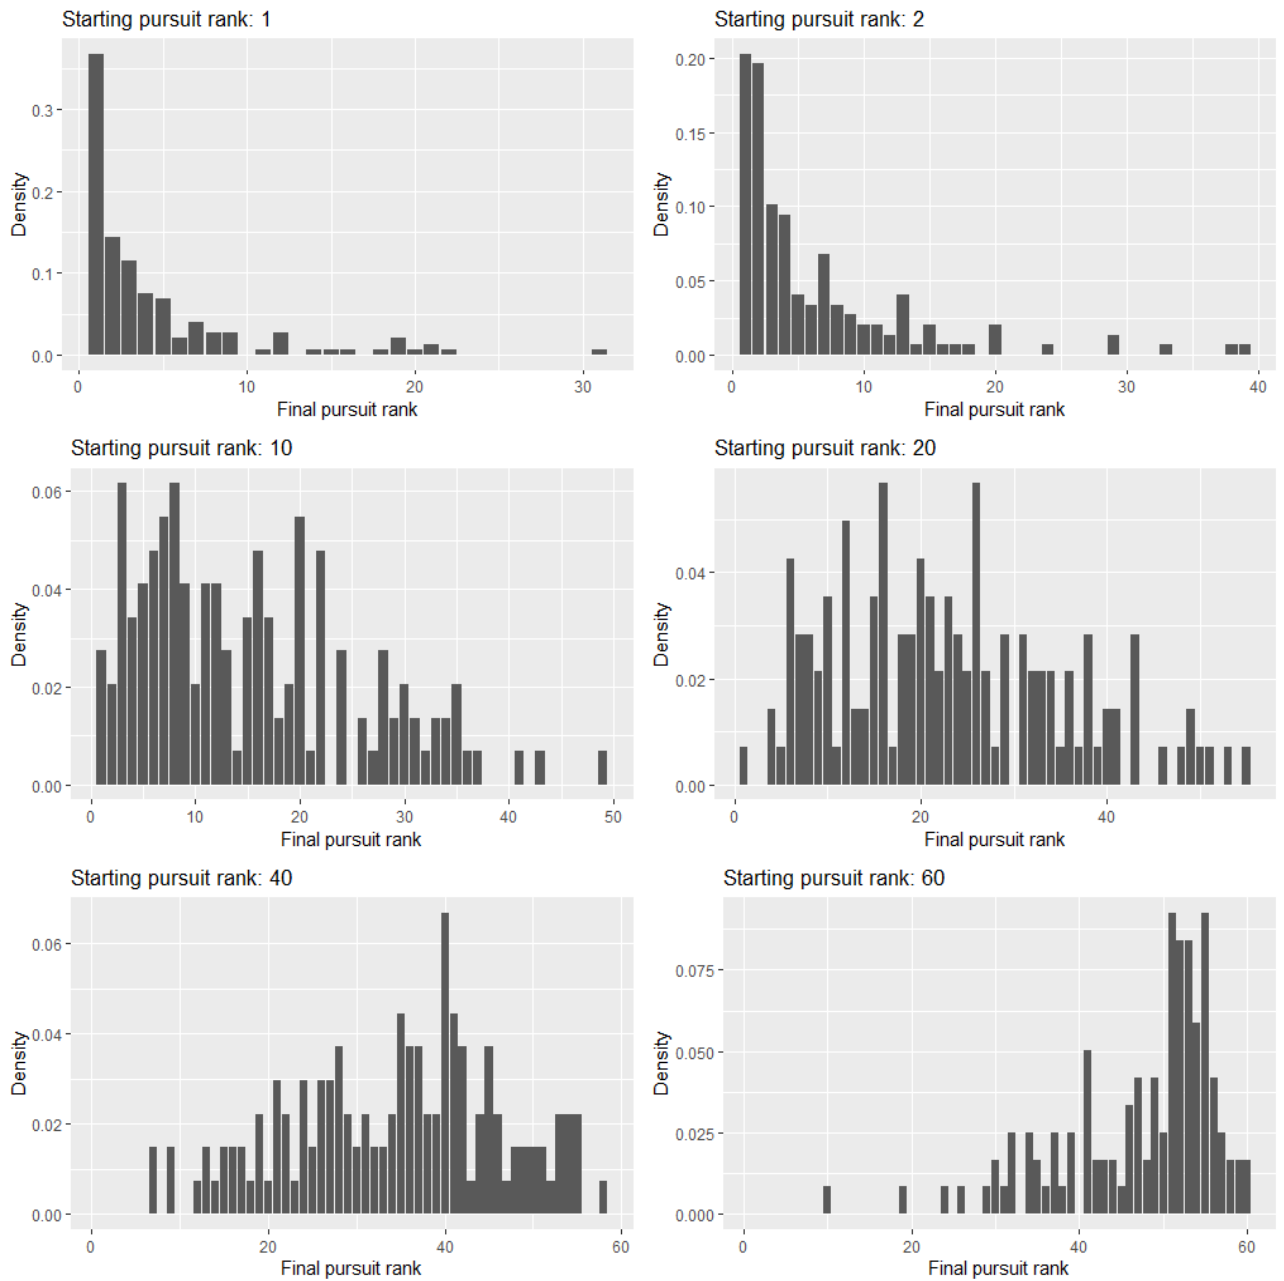 Starting pursuit rank: 1
Density
0.3
0.2
0.1
0.0
0 10 20 30
Final pursuit rank
Starting pursuit rank: 2
Density
0.20
0.15
0.10
0.05
0.00
0 10 20 30 40
Final pursuit rank
Starting pursuit rank: 10
Density
0.06
0.04
0.02
0.00
0 10 20 30 40 50
Final pursuit rank
Starting pursuit rank: 20
Density
0.04
0.02
0.00
0 20 40
Final pursuit rank
Starting pursuit rank: 40
Density
0.06
0.04
0.02
0.00
0 20 40 60
Final pursuit rank
Starting pursuit rank: 60
Density
0.075
0.050
0.025
0.000
0 20 40 60
Final pursuit rank